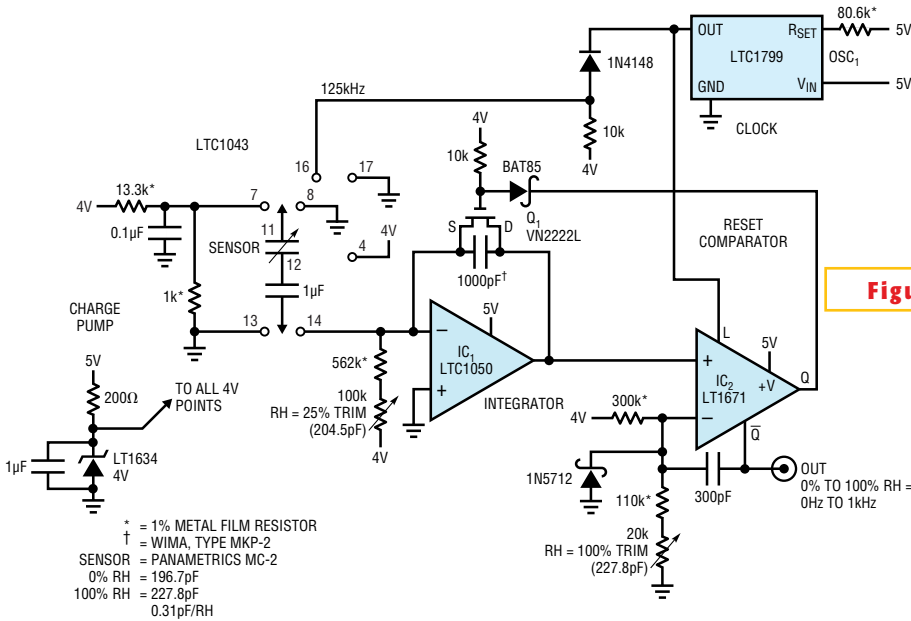 80.6k*
OUT
RSET
5V
LTC1799
OSC1
1N4148
GND
VIN
5V
125kHz
CLOCK
10k
4V
LTC1043
4V
16
17
10k
BAT85
13.3k*
7
8
4V
11
S
D
Q1
VN2222L
RESET
COMPARATOR
0.1µF
SENSOR
4V
4
12
1000pF†
1k*
1µF
Figu
CHARGE
PUMP
13
14
5V
L
5V
5V
562k*
−
IC1
LTC1050
+
+
IC2
LT1671
+V
Q
TO ALL 4V
POINTS
200Ω
100k
RH = 25% TRIM
(204.5pF)
INTEGRATOR
300k*
4V
−
Q̅
4V
1µF
LT1634
4V
1N5712
300pF
OUT
0% TO 100% RH =
0Hz TO 1kHz
110k*
20k
RH = 100% TRIM
(227.8pF)
* = 1% METAL FILM RESISTOR
† = WIMA, TYPE MKP-2
SENSOR = PANAMETRICS MC-2
0% RH = 196.7pF
100% RH = 227.8pF
0.31pF/RH